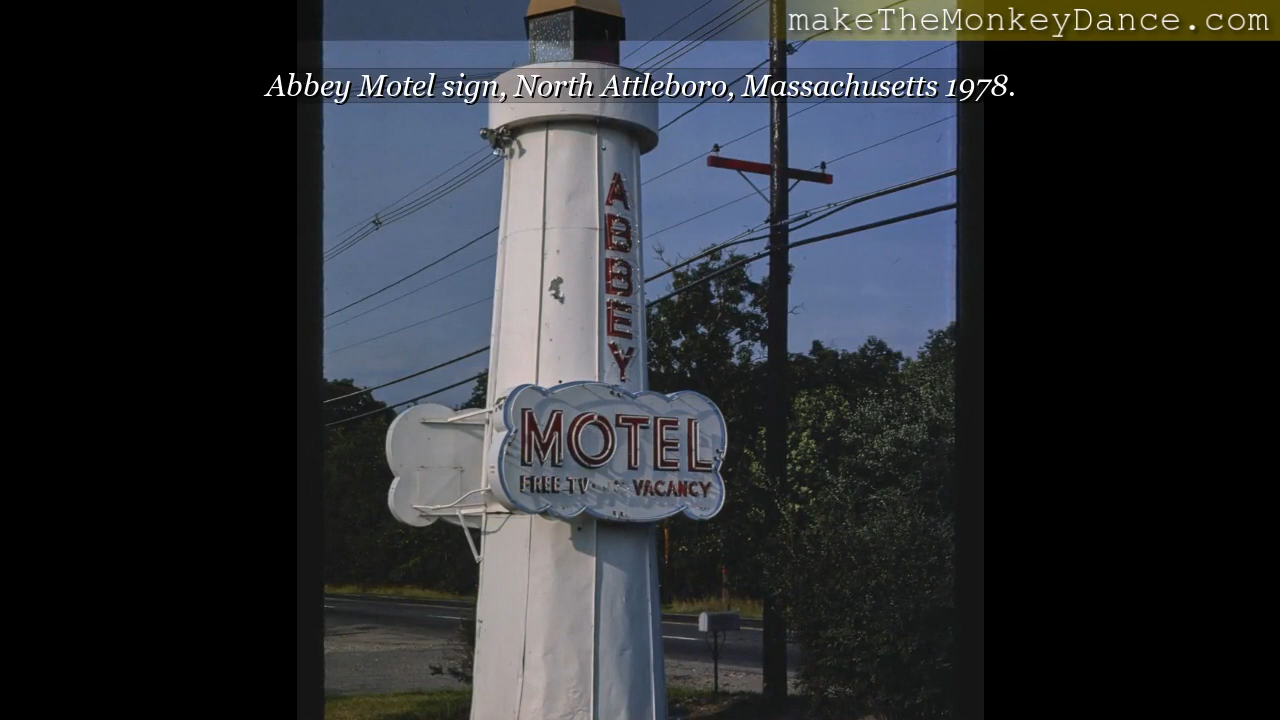 makeTheMonkeyDance.com
Abbey Motel sign, North Attleboro, Massachusetts 1978.
ABBEY
MOTEL
FREE TV VACANCY